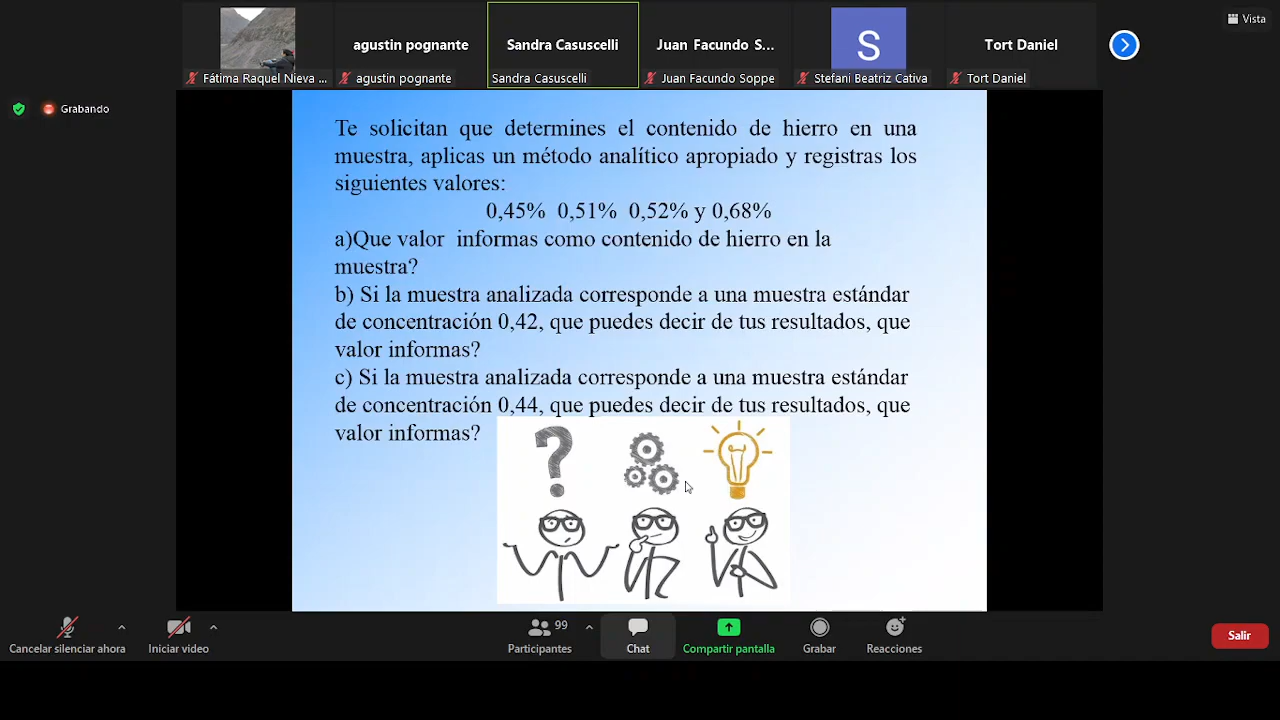 Vista
agustin pognante
Sandra Casuscelli
Juan Facundo S...
S
Tort Daniel
Fátima Raquel Nieva ...
agustin pognante
Sandra Casuscelli
Juan Facundo Soppe
Stefani Beatriz Cativa
Tort Daniel
Grabando
Te solicitan que determines el contenido de hierro en una
muestra, aplicas un método analítico apropiado y registras los
siguientes valores:
0,45% 0,51% 0,52% y 0,68%
a)Que valor informas como contenido de hierro en la
muestra?
b) Si la muestra analizada corresponde a una muestra estándar
de concentración 0,42, que puedes decir de tus resultados, que
valor informas?
c) Si la muestra analizada corresponde a una muestra estándar
de concentración 0,44, que puedes decir de tus resultados, que
valor informas?
?
99
Cancelar silenciar ahora
Iniciar video
Participantes
Chat
Compartir pantalla
Grabar
Reacciones
Salir